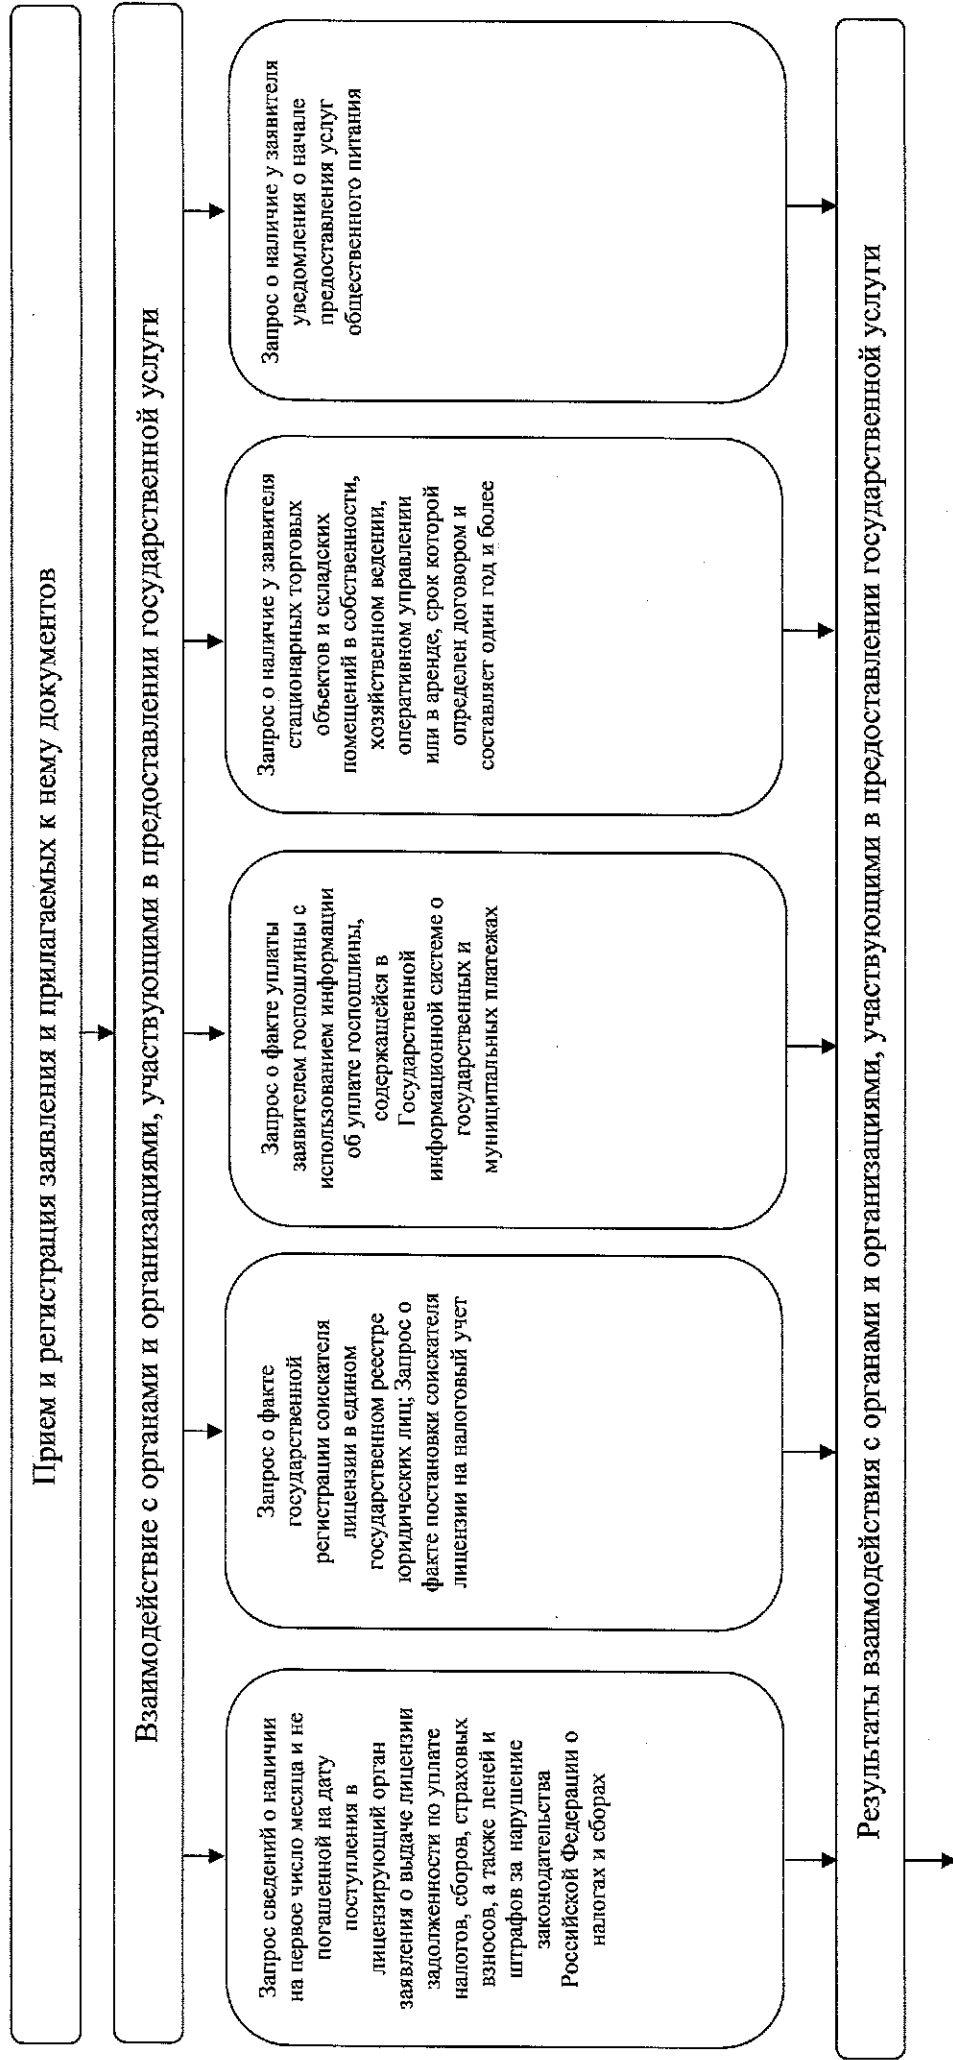 Прием и регистрация заявления и прилагаемых к нему документов
Взаимодействие с органами и организациями, участвующими в предоставлении государственной услуги
Запрос сведений о наличии
на первое число месяца и не
погашенной на дату
поступления в
лицензирующий орган
заявления о выдаче лицензии
задолженности по уплате
налогов, сборов, страховых
взносов, а также пеней и
штрафов за нарушение
законодательства
Российской Федерации о
налогах и сборах
Запрос о факте
государственной
регистрации соискателя
лицензии в едином
государственном реестре
юридических лиц; Запрос о
факте постановки соискателя
лицензии на налоговый учет
Запрос о факте уплаты
заявителем госпошлины с
использованием информации
об уплате госпошлины,
содержащейся в
Государственной
информационной системе о
государственных и
муниципальных платежах
Запрос о наличие у заявителя
стационарных торговых
объектов и складских
помещений в собственности,
хозяйственном ведении,
оперативном управлении
или в аренде, срок которой
определен договором и
составляет один год и более
Запрос о наличие у заявителя
уведомления о начале
предоставления услуг
общественного питания
Результаты взаимодействия с органами и организациями, участвующими в предоставлении государственной услуги